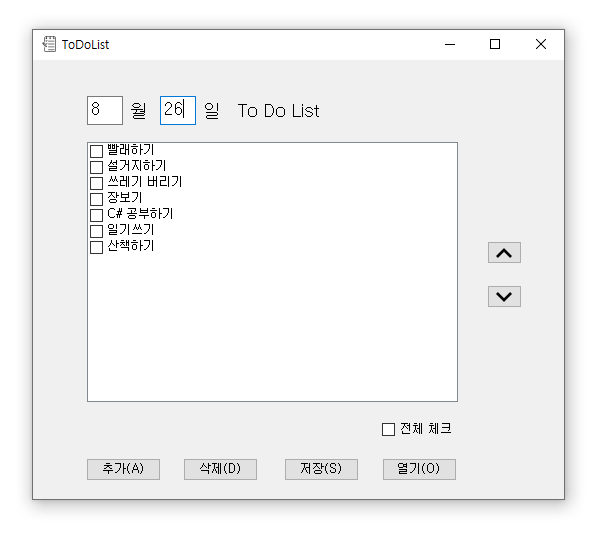 ToDoList
8 월 26 일 To Do List
빨래하기
설거지하기
쓰레기 버리기
장보기
C# 공부하기
일기쓰기
산책하기
전체 체크
추가(A) 삭제(D) 저장(S) 열기(O)